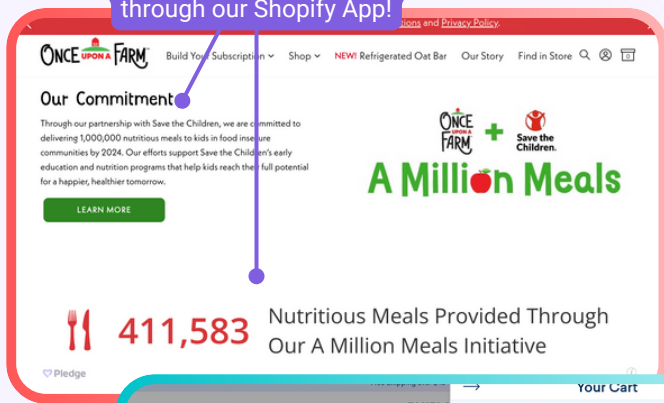 through our Shopify App!
and Privacy Policy.
ONCE UPON A FARM
Build Your Subscription
Shop
NEW! Refrigerated Oat Bar
Our Story
Find in Store
0
Our Commitment
Through our partnership with Save the Children, we are committed to
delivering 1,000,000 nutritious meals to kids in food insecure
communities by 2024. Our efforts support Save the Children's early
education and nutrition programs that help kids reach their full potential
for a happier, healthier tomorrow.
LEARN MORE
ONCE UPON A FARM + Save the Children.
A Million Meals
411,583
Nutritious Meals Provided Through
Our A Million Meals Initiative
Pledge
→ Your Cart